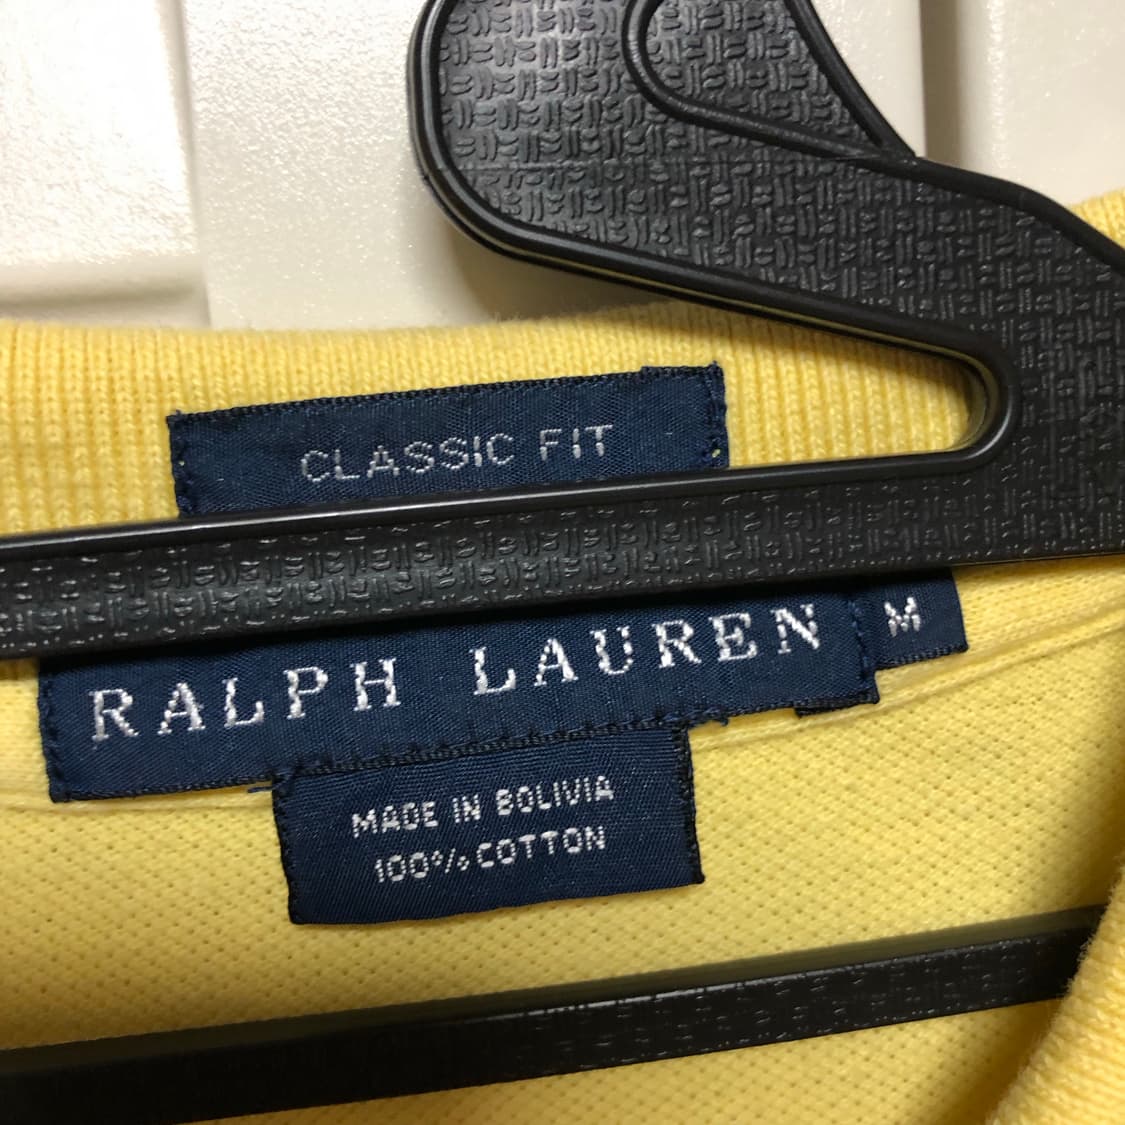 CLASSIC FIT
RALPH LAUREN
M
MADE IN BOLIVIA
100% COTTON